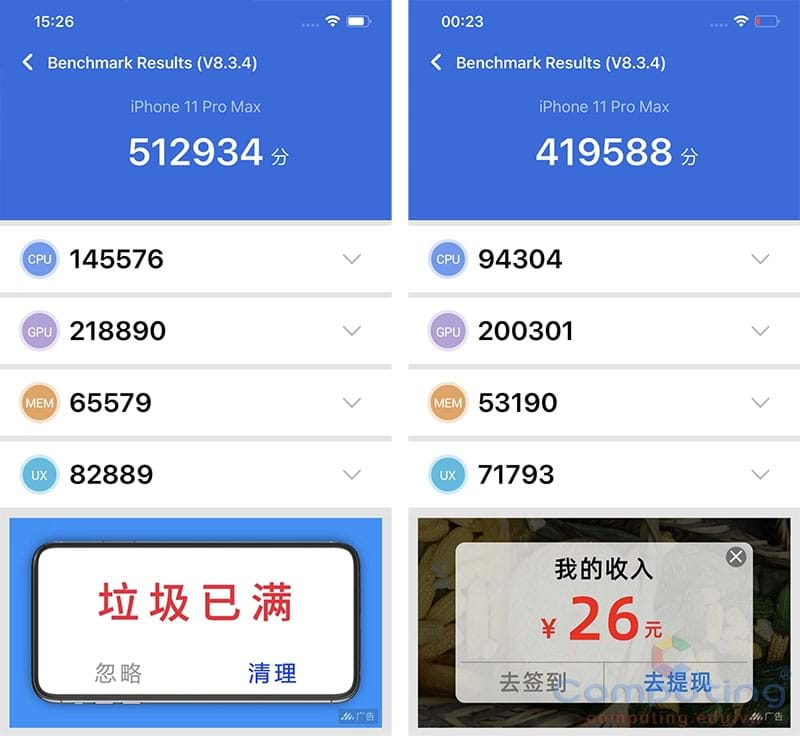 15:26
Benchmark Results (V8.3.4)
iPhone 11 Pro Max
512934 分
CPU 145576
GPU 218890
MEM 65579
UX 82889
垃圾已满
忽略 清理
广告
00:23
Benchmark Results (V8.3.4)
iPhone 11 Pro Max
419588 分
CPU 94304
GPU 200301
MEM 53190
UX 71793
我的收入
¥ 26 元
去签到 去提现
Computing®
computing.edu.v
广告